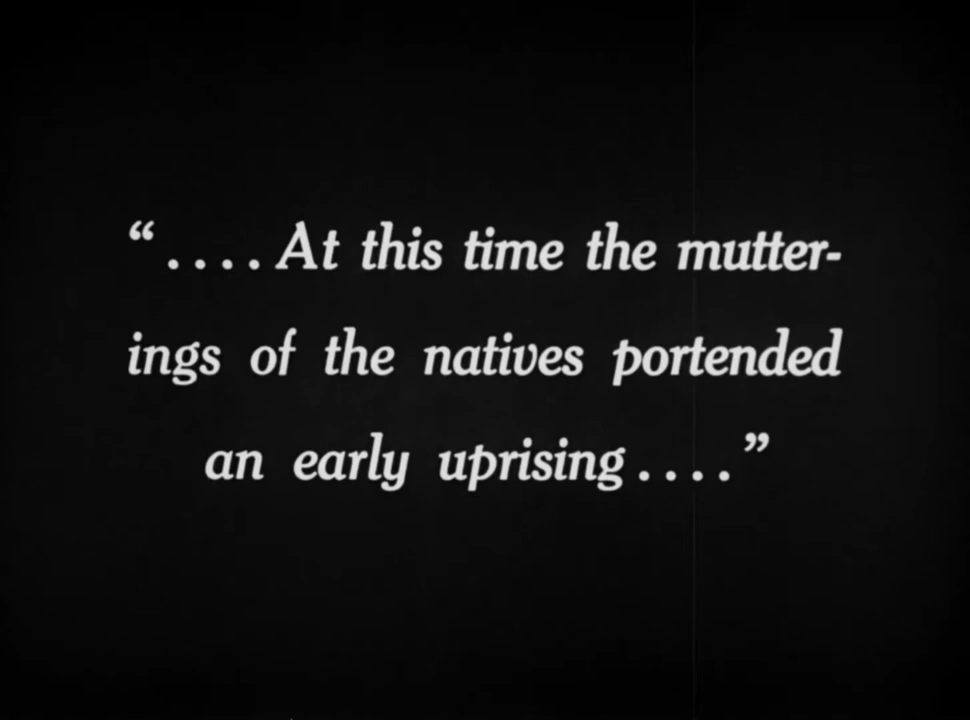 “ . . . . At this time the mutter-
ings of the natives portended
an early uprising . . . . ”